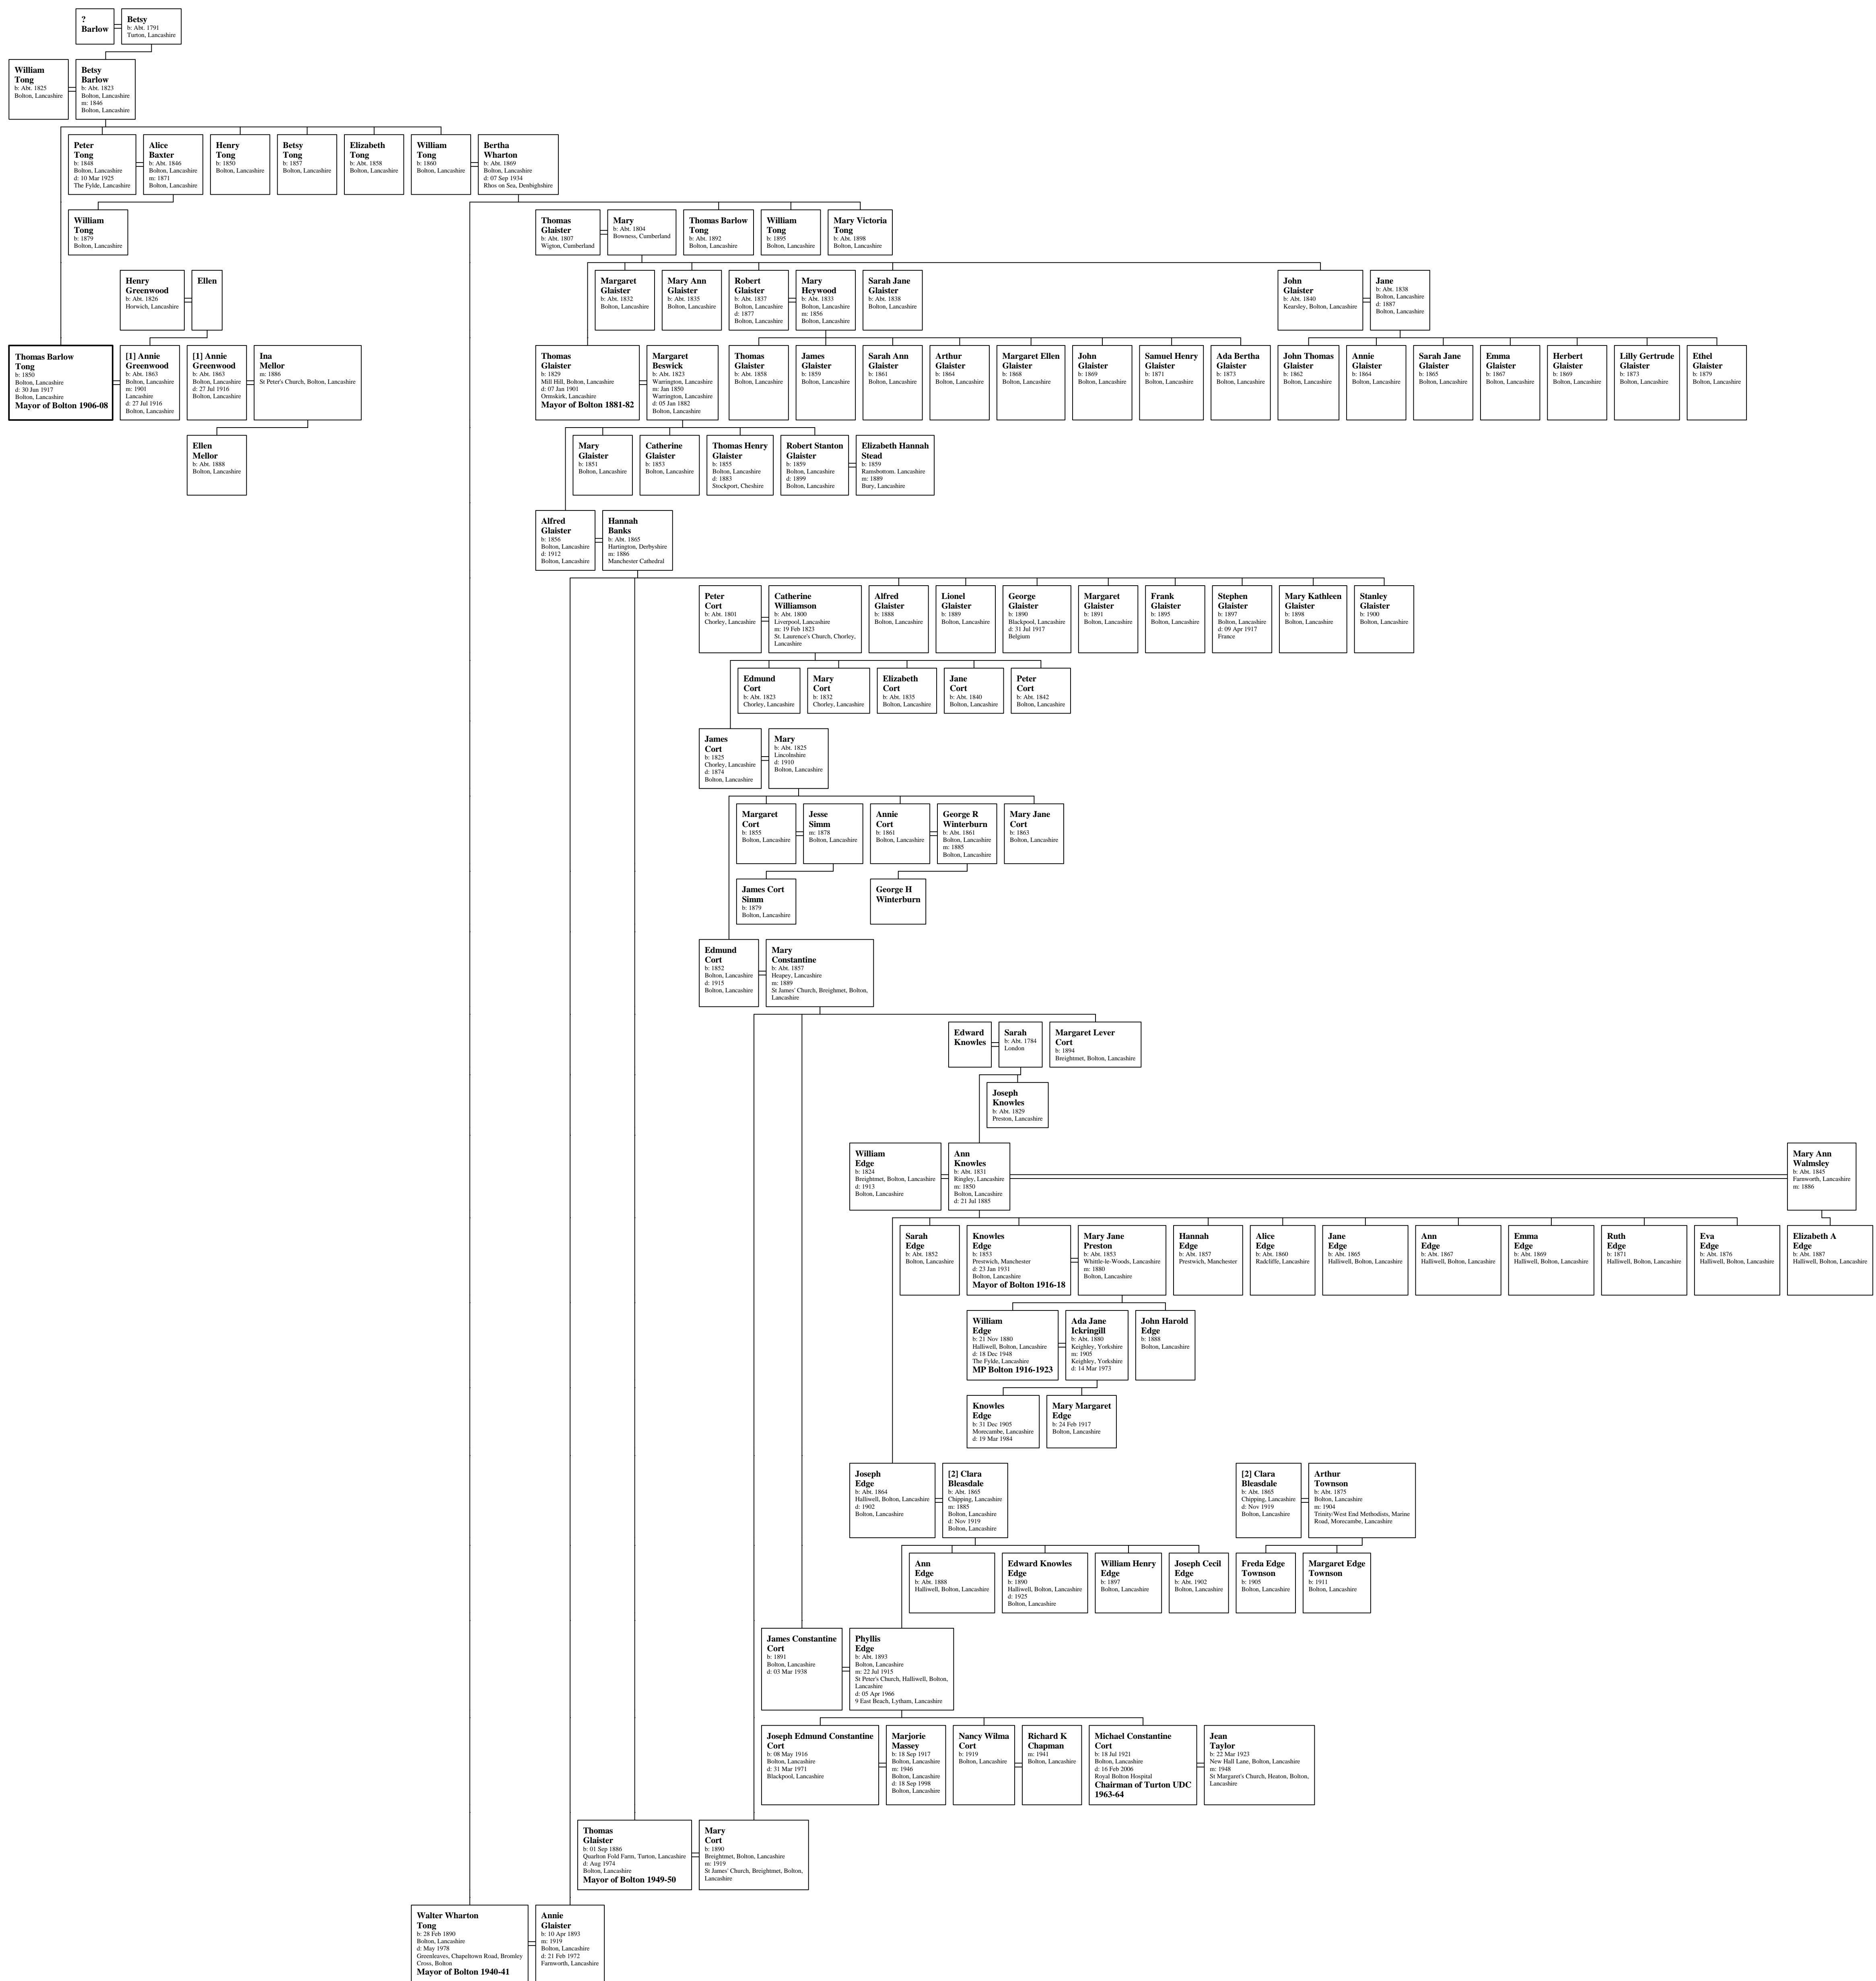 ?
Barlow
Betsy
b: Abt. 1791
Turton, Lancashire
William
Tong
b: Abt. 1825
Bolton, Lancashire
Betsy
Barlow
b: Abt. 1823
Bolton, Lancashire
m: 1846
Bolton, Lancashire
Peter
Tong
b: 1848
Bolton, Lancashire
d: 10 Mar 1925
The Fylde, Lancashire
Alice
Baxter
b: Abt. 1846
Bolton, Lancashire
m: 1871
Bolton, Lancashire
Henry
Tong
b: 1850
Bolton, Lancashire
Betsy
Tong
b: 1857
Bolton, Lancashire
Elizabeth
Tong
b: Abt. 1858
Bolton, Lancashire
William
Tong
b: 1860
Bolton, Lancashire
Bertha
Wharton
b: Abt. 1869
Bolton, Lancashire
d: 07 Sep 1934
Rhos on Sea, Denbighshire
William
Tong
b: 1879
Bolton, Lancashire
Thomas
Glaister
b: Abt. 1807
Wigton, Cumberland
Mary
b: Abt. 1804
Bowness, Cumberland
Thomas Barlow
Tong
b: Abt. 1892
Bolton, Lancashire
William
Tong
b: 1895
Bolton, Lancashire
Mary Victoria
Tong
b: Abt. 1898
Bolton, Lancashire
Henry
Greenwood
b: Abt. 1826
Horwich, Lancashire
Ellen
Margaret
Glaister
b: Abt. 1832
Bolton, Lancashire
Mary Ann
Glaister
b: Abt. 1835
Bolton, Lancashire
Robert
Glaister
b: Abt. 1837
Bolton, Lancashire
d: 1877
Bolton, Lancashire
Mary
Heywood
b: Abt. 1833
Bolton, Lancashire
m: 1856
Bolton, Lancashire
Sarah Jane
Glaister
b: Abt. 1838
Bolton, Lancashire
John
Glaister
b: Abt. 1840
Kearsley, Bolton, Lancashire
Jane
b: Abt. 1838
Bolton, Lancashire
d: 1887
Bolton, Lancashire
Thomas Barlow
Tong
b: 1850
Bolton, Lancashire
d: 30 Jun 1917
Bolton, Lancashire
Mayor of Bolton 1906-08
[1] Annie
Greenwood
b: Abt. 1863
Bolton, Lancashire
m: 1901
Lancashire
d: 27 Jul 1916
Bolton, Lancashire
[1] Annie
Greenwood
b: Abt. 1863
Bolton, Lancashire
d: 27 Jul 1916
Bolton, Lancashire
Ina
Mellor
m: 1886
St Peter's Church, Bolton, Lancashire
Thomas
Glaister
b: 1829
Mill Hill, Bolton, Lancashire
d: 07 Jan 1901
Ormskirk, Lancashire
Mayor of Bolton 1881-82
Margaret
Beswick
b: Abt. 1823
Warrington, Lancashire
m: Jan 1850
Warrington, Lancashire
d: 05 Jan 1882
Bolton, Lancashire
Thomas
Glaister
b: Abt. 1858
Bolton, Lancashire
James
Glaister
b: 1859
Bolton, Lancashire
Sarah Ann
Glaister
b: 1861
Bolton, Lancashire
Arthur
Glaister
b: 1864
Bolton, Lancashire
Margaret Ellen
Glaister
b: 1868
Bolton, Lancashire
John
Glaister
b: 1869
Bolton, Lancashire
Samuel Henry
Glaister
b: 1871
Bolton, Lancashire
Ada Bertha
Glaister
b: 1873
Bolton, Lancashire
John Thomas
Glaister
b: 1862
Bolton, Lancashire
Annie
Glaister
b: 1864
Bolton, Lancashire
Sarah Jane
Glaister
b: 1865
Bolton, Lancashire
Emma
Glaister
b: 1867
Bolton, Lancashire
Herbert
Glaister
b: 1869
Bolton, Lancashire
Lilly Gertrude
Glaister
b: 1873
Bolton, Lancashire
Ethel
Glaister
b: 1879
Bolton, Lancashire
Ellen
Mellor
b: Abt. 1888
Bolton, Lancashire
Mary
Glaister
b: 1851
Bolton, Lancashire
Catherine
Glaister
b: 1853
Bolton, Lancashire
Thomas Henry
Glaister
b: 1855
Bolton, Lancashire
d: 1883
Stockport, Cheshire
Robert Stanton
Glaister
b: 1859
Bolton, Lancashire
d: 1899
Bolton, Lancashire
Elizabeth Hannah
Stead
b: 1859
Ramsbottom. Lancashire
m: 1889
Bury, Lancashire
Alfred
Glaister
b: 1856
Bolton, Lancashire
d: 1912
Bolton, Lancashire
Hannah
Banks
b: Abt. 1865
Hartington, Derbyshire
m: 1886
Manchester Cathedral
Peter
Cort
b: Abt. 1801
Chorley, Lancashire
Catherine
Williamson
b: Abt. 1800
Liverpool, Lancashire
m: 19 Feb 1823
St. Laurence's Church, Chorley,
Lancashire
Alfred
Glaister
b: 1888
Bolton, Lancashire
Lionel
Glaister
b: 1889
Bolton, Lancashire
George
Glaister
b: 1890
Blackpool, Lancashire
d: 31 Jul 1917
Belgium
Margaret
Glaister
b: 1891
Bolton, Lancashire
Frank
Glaister
b: 1895
Bolton, Lancashire
Stephen
Glaister
b: 1897
Bolton, Lancashire
d: 09 Apr 1917
France
Mary Kathleen
Glaister
b: 1898
Bolton, Lancashire
Stanley
Glaister
b: 1900
Bolton, Lancashire
Edmund
Cort
b: Abt. 1823
Chorley, Lancashire
Mary
Cort
b: 1832
Chorley, Lancashire
Elizabeth
Cort
b: Abt. 1835
Bolton, Lancashire
Jane
Cort
b: Abt. 1840
Bolton, Lancashire
Peter
Cort
b: Abt. 1842
Bolton, Lancashire
James
Cort
b: 1825
Chorley, Lancashire
d: 1874
Bolton, Lancashire
Mary
b: Abt. 1825
Lincolnshire
d: 1910
Bolton, Lancashire
Margaret
Cort
b: 1855
Bolton, Lancashire
Jesse
Simm
m: 1878
Bolton, Lancashire
Annie
Cort
b: 1861
Bolton, Lancashire
George R
Winterburn
b: Abt. 1861
Bolton, Lancashire
m: 1885
Bolton, Lancashire
Mary Jane
Cort
b: 1863
Bolton, Lancashire
James Cort
Simm
b: 1879
Bolton, Lancashire
George H
Winterburn
Edmund
Cort
b: 1852
Bolton, Lancashire
d: 1915
Bolton, Lancashire
Mary
Constantine
b: Abt. 1857
Heapey, Lancashire
m: 1889
St James' Church, Breighmet, Bolton,
Lancashire
Edward
Knowles
Sarah
b: Abt. 1784
London
Margaret Lever
Cort
b: 1894
Breightmet, Bolton, Lancashire
Joseph
Knowles
b: Abt. 1829
Preston, Lancashire
William
Edge
b: 1824
Breightmet, Bolton, Lancashire
d: 1913
Bolton, Lancashire
Ann
Knowles
b: Abt. 1831
Ringley, Lancashire
m: 1850
Bolton, Lancashire
d: 21 Jul 1885
Mary Ann
Walmsley
b: Abt. 1845
Farnworth, Lancashire
m: 1886
Sarah
Edge
b: Abt. 1852
Bolton, Lancashire
Knowles
Edge
b: 1853
Prestwich, Manchester
d: 23 Jan 1931
Bolton, Lancashire
Mayor of Bolton 1916-18
Mary Jane
Preston
b: Abt. 1853
Whittle-le-Woods, Lancashire
m: 1880
Bolton, Lancashire
Hannah
Edge
b: Abt. 1857
Prestwich, Manchester
Alice
Edge
b: Abt. 1860
Radcliffe, Lancashire
Jane
Edge
b: Abt. 1865
Halliwell, Bolton, Lancashire
Ann
Edge
b: Abt. 1867
Halliwell, Bolton, Lancashire
Emma
Edge
b: Abt. 1869
Halliwell, Bolton, Lancashire
Ruth
Edge
b: 1871
Halliwell, Bolton, Lancashire
Eva
Edge
b: Abt. 1876
Halliwell, Bolton, Lancashire
Elizabeth A
Edge
b: Abt. 1887
Halliwell, Bolton, Lancashire
William
Edge
b: 21 Nov 1880
Halliwell, Bolton, Lancashire
d: 18 Dec 1948
The Fylde, Lancashire
MP Bolton 1916-1923
Ada Jane
Ickringill
b: Abt. 1880
Keighley, Yorkshire
m: 1905
Keighley, Yorkshire
d: 14 Mar 1973
John Harold
Edge
b: 1888
Bolton, Lancashire
Knowles
Edge
b: 31 Dec 1905
Morecambe, Lancashire
d: 19 Mar 1984
Mary Margaret
Edge
b: 24 Feb 1917
Bolton, Lancashire
Joseph
Edge
b: Abt. 1864
Halliwell, Bolton, Lancashire
d: 1902
Bolton, Lancashire
[2] Clara
Bleasdale
b: Abt. 1865
Chipping, Lancashire
m: 1885
Bolton, Lancashire
d: Nov 1919
Bolton, Lancashire
[2] Clara
Bleasdale
b: Abt. 1865
Chipping, Lancashire
d: Nov 1919
Bolton, Lancashire
Arthur
Townson
b: Abt. 1875
Bolton, Lancashire
m: 1904
Trinity/West End Methodists, Marine
Road, Morecambe, Lancashire
Ann
Edge
b: Abt. 1888
Halliwell, Bolton, Lancashire
Edward Knowles
Edge
b: 1890
Halliwell, Bolton, Lancashire
d: 1925
Bolton, Lancashire
William Henry
Edge
b: 1897
Bolton, Lancashire
Joseph Cecil
Edge
b: Abt. 1902
Bolton, Lancashire
Freda Edge
Townson
b: 1905
Bolton, Lancashire
Margaret Edge
Townson
b: 1911
Bolton, Lancashire
James Constantine
Cort
b: 1891
Bolton, Lancashire
d: 03 Mar 1938
Phyllis
Edge
b: Abt. 1893
Bolton, Lancashire
m: 22 Jul 1915
St Peter's Church, Halliwell, Bolton,
Lancashire
d: 05 Apr 1966
9 East Beach, Lytham, Lancashire
Joseph Edmund Constantine
Cort
b: 08 May 1916
Bolton, Lancashire
d: 31 Mar 1971
Blackpool, Lancashire
Marjorie
Massey
b: 18 Sep 1917
Bolton, Lancashire
m: 1946
Bolton, Lancashire
d: 18 Sep 1998
Bolton, Lancashire
Nancy Wilma
Cort
b: 1919
Bolton, Lancashire
Richard K
Chapman
m: 1941
Bolton, Lancashire
Michael Constantine
Cort
b: 18 Jul 1921
Bolton, Lancashire
d: 16 Feb 2006
Royal Bolton Hospital
Chairman of Turton UDC
1963-64
Jean
Taylor
b: 22 Mar 1923
New Hall Lane, Bolton, Lancashire
m: 1948
St Margaret's Church, Heaton, Bolton,
Lancashire
Thomas
Glaister
b: 01 Sep 1886
Quarlton Fold Farm, Turton, Lancashire
d: Aug 1974
Bolton, Lancashire
Mayor of Bolton 1949-50
Mary
Cort
b: 1890
Breightmet, Bolton, Lancashire
m: 1919
St James' Church, Breightmet, Bolton,
Lancashire
Walter Wharton
Tong
b: 28 Feb 1890
Bolton, Lancashire
d: May 1978
Greenleaves, Chapeltown Road, Bromley
Cross, Bolton
Mayor of Bolton 1940-41
Annie
Glaister
b: 10 Apr 1893
m: 1919
Bolton, Lancashire
d: 21 Feb 1972
Farnworth, Lancashire